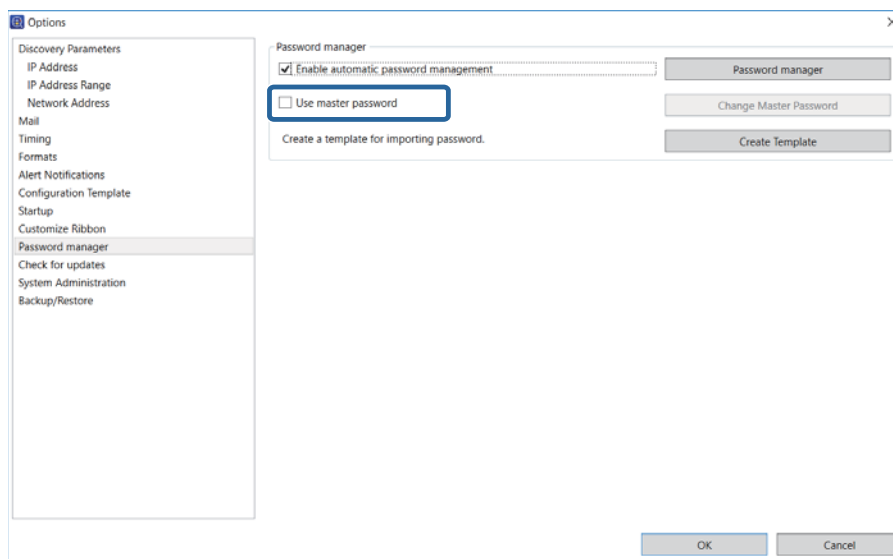 Options
Discovery Parameters
IP Address
IP Address Range
Network Address
Mail
Timing
Formats
Alert Notifications
Configuration Template
Startup
Customize Ribbon
Password manager
Check for updates
System Administration
Backup/Restore
Password manager
Enable automatic password management
Password manager
Use master password
Change Master Password
Create a template for importing password.
Create Template
OK
Cancel